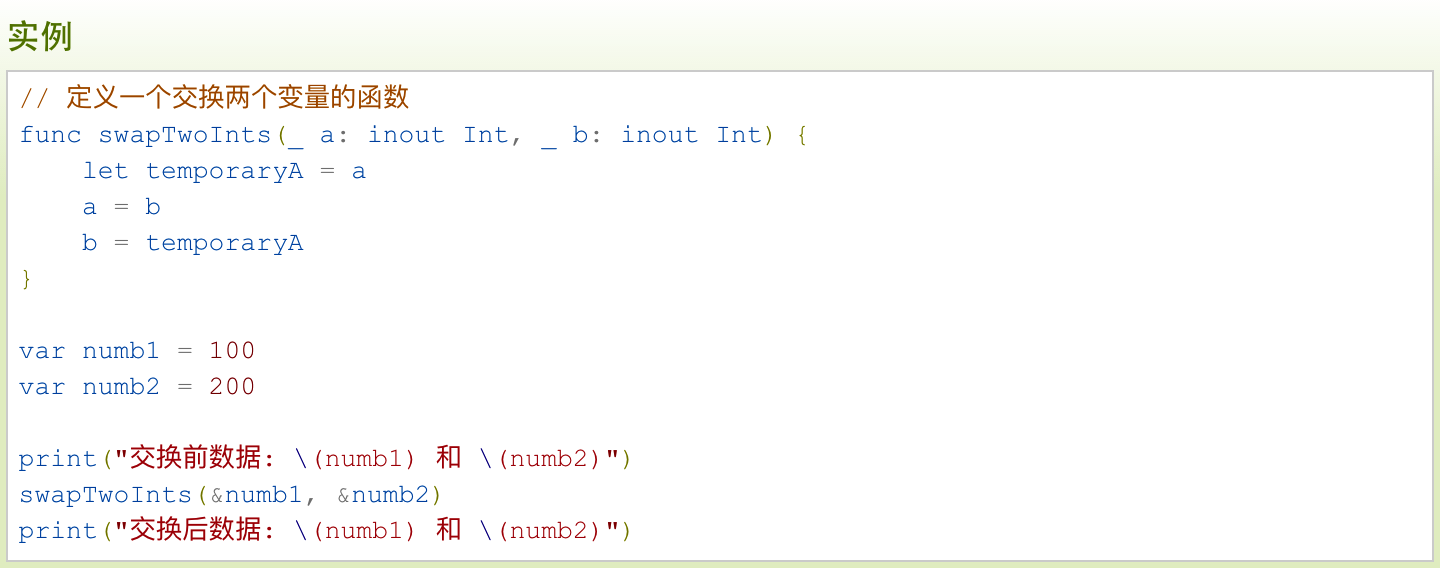 实例
// 定义一个交换两个变量的函数
func swapTwoInts(_ a: inout Int, _ b: inout Int) {
    let temporaryA = a
    a = b
    b = temporaryA
}
var numb1 = 100
var numb2 = 200
print("交换前数据: \(numb1) 和 \(numb2)")
swapTwoInts(&numb1, &numb2)
print("交换后数据: \(numb1) 和 \(numb2)")